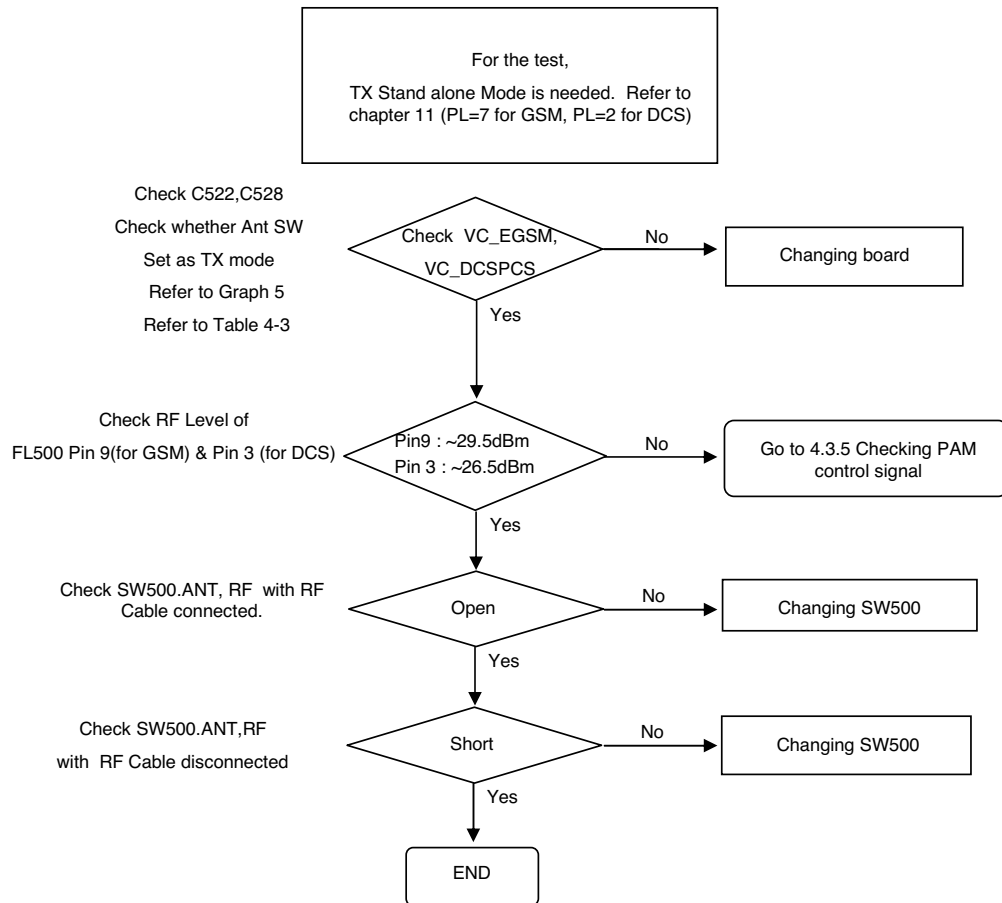 For the test,
TX Stand alone Mode is needed. Refer to
chapter 11 (PL=7 for GSM, PL=2 for DCS)
Check C522,C528
Check whether Ant SW
Set as TX mode
Refer to Graph 5
Refer to Table 4-3
Check VC_EGSM,
VC_DCSPCS
No
Changing board
Yes
Check RF Level of
FL500 Pin 9(for GSM) & Pin 3 (for DCS)
Pin9 : ~29.5dBm
Pin 3 : ~26.5dBm
No
Go to 4.3.5 Checking PAM
control signal
Yes
Check SW500.ANT, RF with RF
Cable connected.
Open
No
Changing SW500
Yes
Check SW500.ANT,RF
with RF Cable disconnected
Short
No
Changing SW500
Yes
END